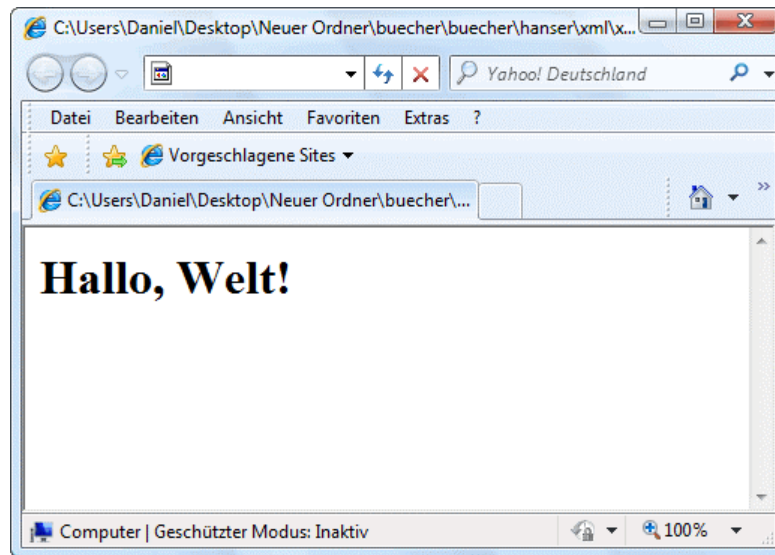 C:\Users\Daniel\Desktop\Neuer Ordner\buecher\buecher\hanser\xml\x...
Yahoo! Deutschland
Datei Bearbeiten Ansicht Favoriten Extras ?
Vorgeschlagene Sites
C:\Users\Daniel\Desktop\Neuer Ordner\buecher\...
Hallo, Welt!
Computer | Geschützter Modus: Inaktiv 100%